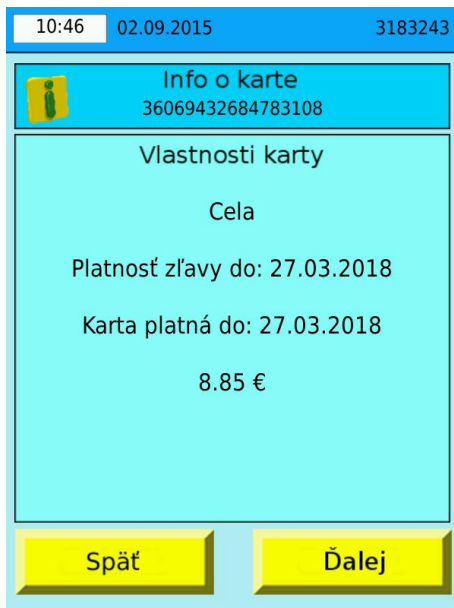 10:46 02.09.2015 3183243
Info o karte
36069432684783108
Vlastnosti karty
Cela
Platnosť zľavy do: 27.03.2018
Karta platná do: 27.03.2018
8.85 €
Späť Ďalej